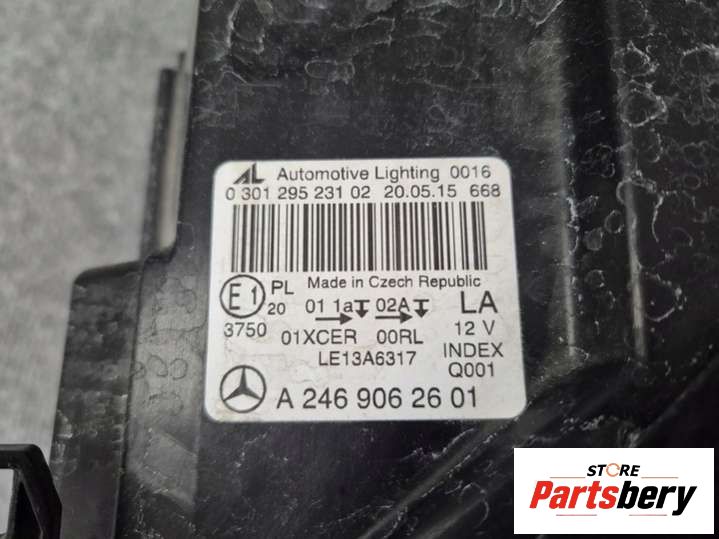 AL Automotive Lighting 0016
0 301 295 231 02 20.05.15 668
Made in Czech Republic
E1 PL 20 01 1a 02A LA
3750 01XCER 00RL 12 V
LE13A6317 INDEX
Q001
A 246 906 26 01
STORE
Partsbery